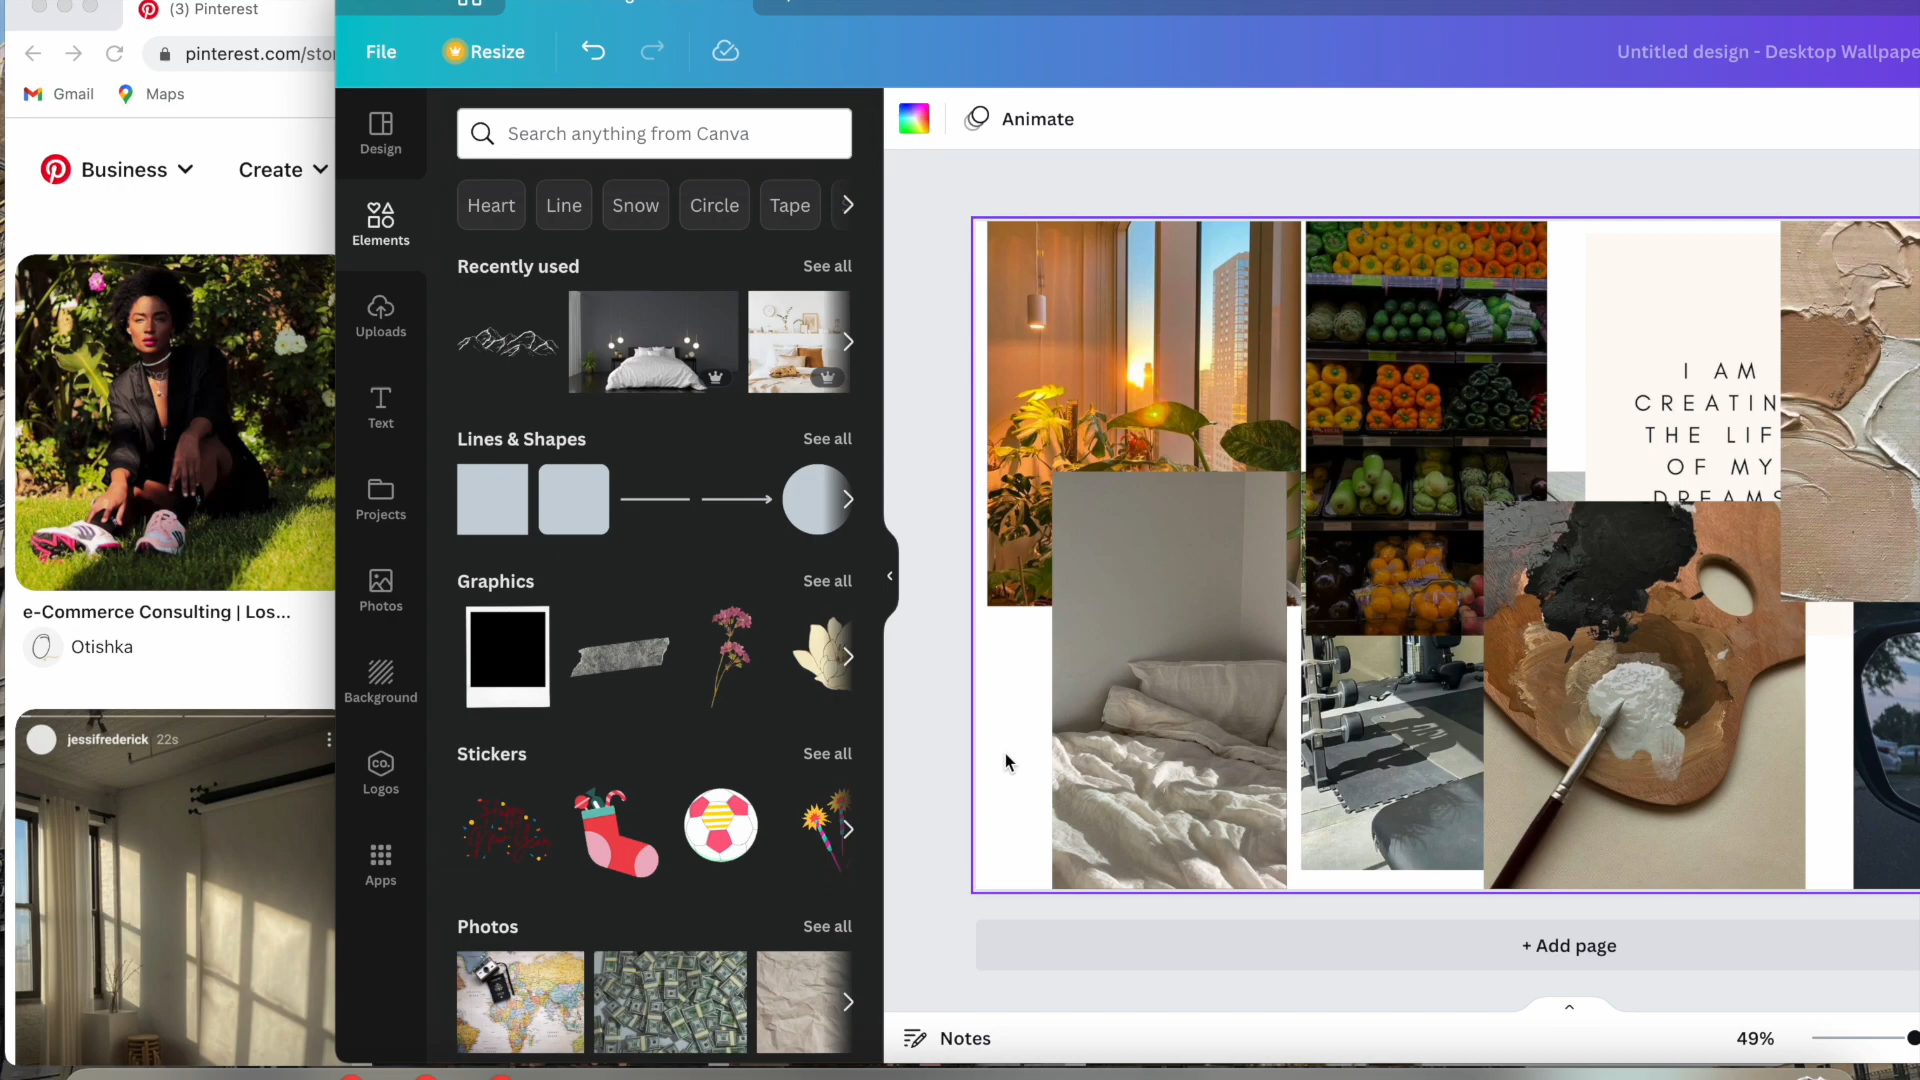 (3) Pinterest
pinterest.com/sto
Gmail
Maps
Business
Create
e-Commerce Consulting | Los...
Otishka
jessifrederick 22s
File
Resize
Untitled design - Desktop Wallpape
Design
Elements
Uploads
Text
Projects
Photos
Background
CO.
Logos
Apps
Search anything from Canva
Heart
Line
Snow
Circle
Tape
Recently used
See all
Lines & Shapes
See all
Graphics
See all
Stickers
See all
Photos
See all
Animate
I AM
CREATIN
THE LIF
OF MY
DREAMS
+ Add page
Notes
49%